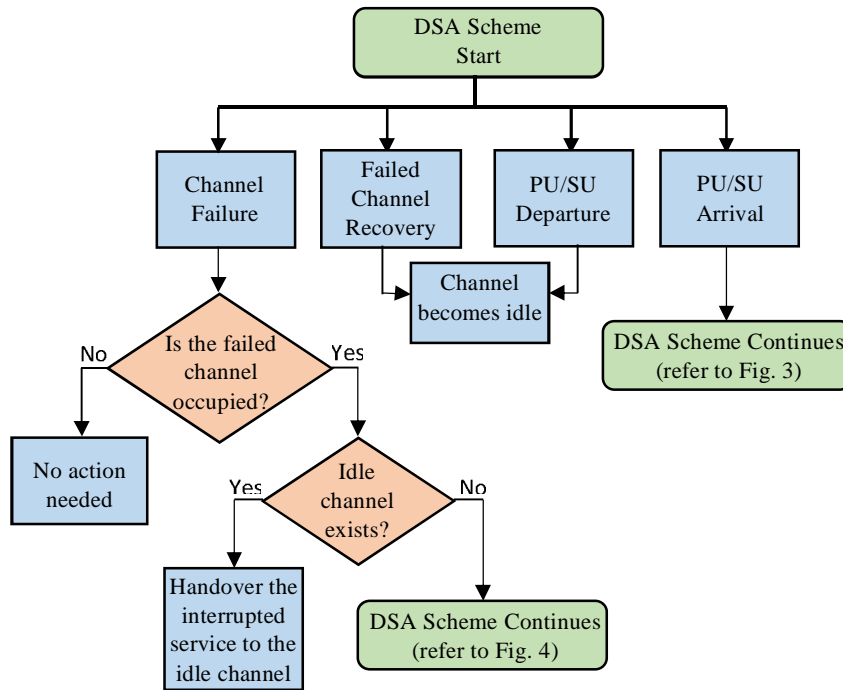 DSA Scheme
Start
Channel
Failure
Failed
Channel
Recovery
PU/SU
Departure
PU/SU
Arrival
Channel
becomes idle
DSA Scheme Continues
(refer to Fig. 3)
No
Is the failed
channel
occupied?
Yes
No action
needed
Yes
Idle
channel
exists?
No
Handover the
interrupted
service to the
idle channel
DSA Scheme Continues
(refer to Fig. 4)